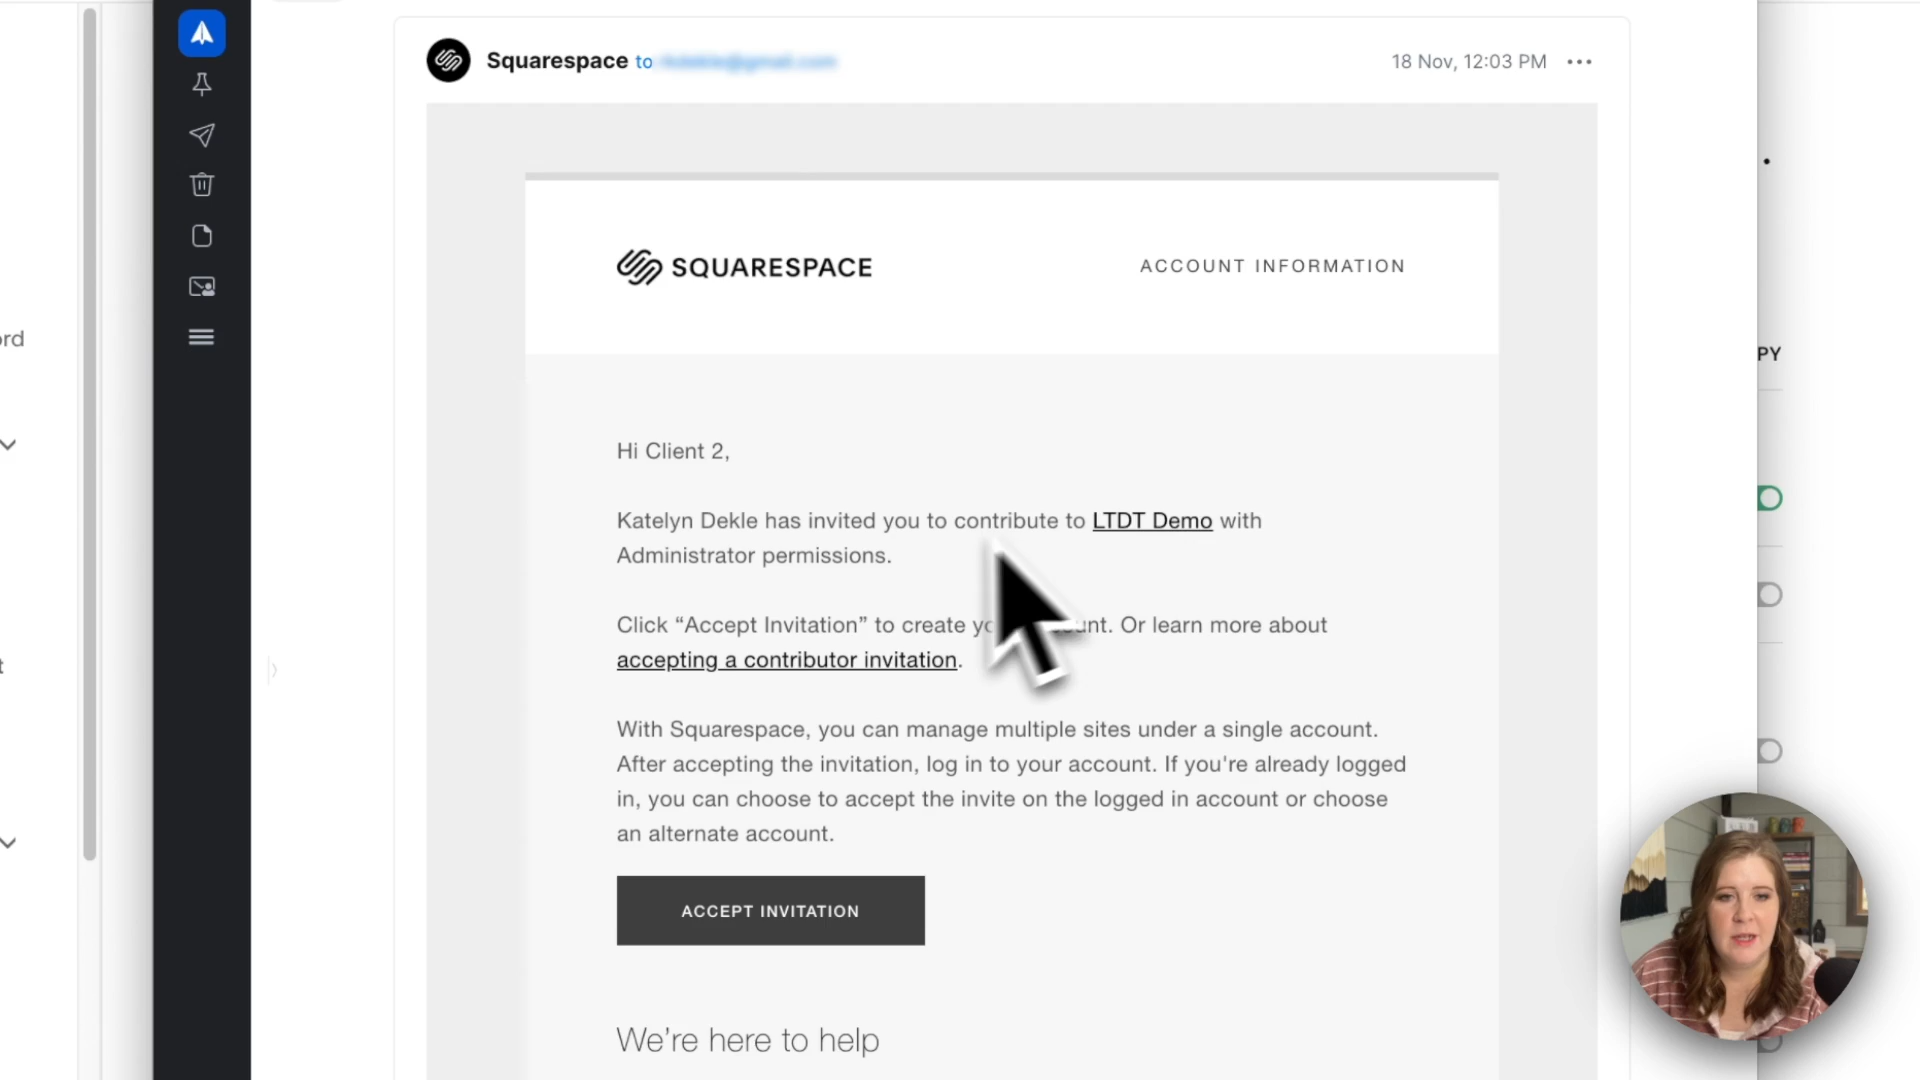 Squarespace to
18 Nov, 12:03 PM
SQUARESPACE
ACCOUNT INFORMATION
ord
PY
Hi Client 2,
Katelyn Dekle has invited you to contribute to LTDT Demo with
Administrator permissions.
Click “Accept Invitation” to create Or learn more about
accepting a contributor invitation.
t
With Squarespace, you can manage multiple sites under a single account.
After accepting the invitation, log in to your account. If you're already logged
in, you can choose to accept the invite on the logged in account or choose
an alternate account.
ACCEPT INVITATION
We’re here to help